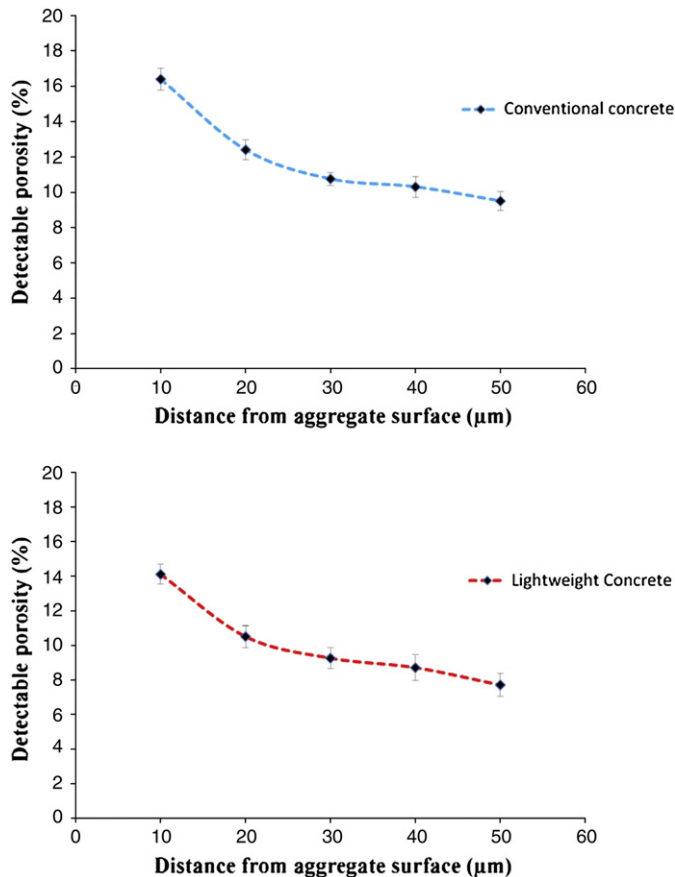 Detectable porosity (%)
20
18
16
14
12
10
8
6
4
2
0
Conventional concrete
0 10 20 30 40 50 60
Distance from aggregate surface (µm)
Detectable porosity (%)
20
18
16
14
12
10
8
6
4
2
0
Lightweight Concrete
0 10 20 30 40 50 60
Distance from aggregate surface (µm)